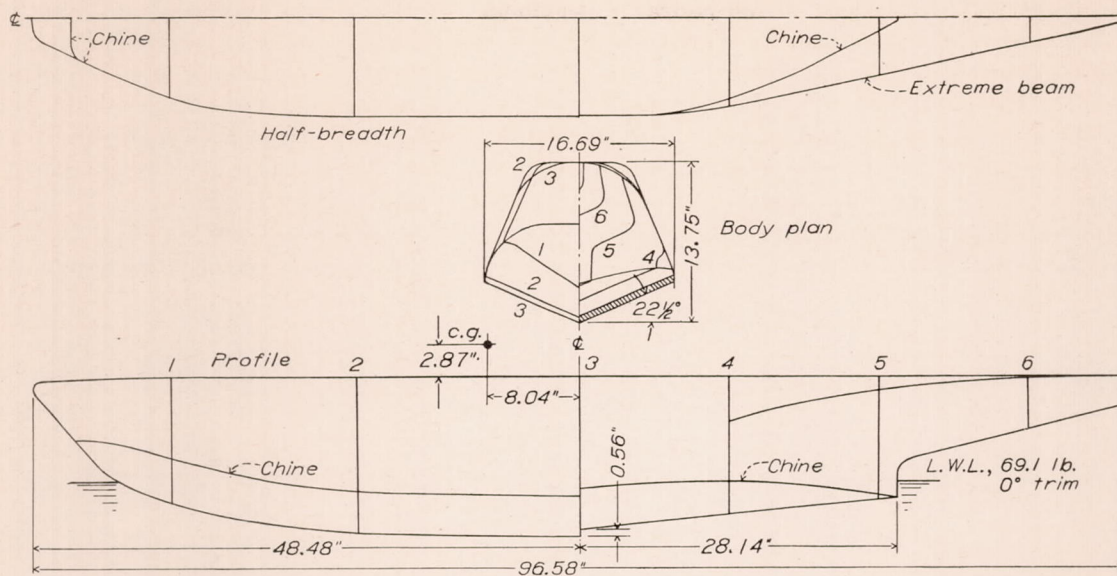 ℄
Chine
Chine
Extreme beam
Half-breadth
16.69"
2
3
6
1
5
4
2
3
22½°
13.75"
Body plan
1
℄
c.g.
2.87"
8.04"
1
Profile
2
3
4
5
6
0.56"
Chine
Chine
L.W.L., 69.1 lb.
0° trim
48.48"
28.14"
96.58"